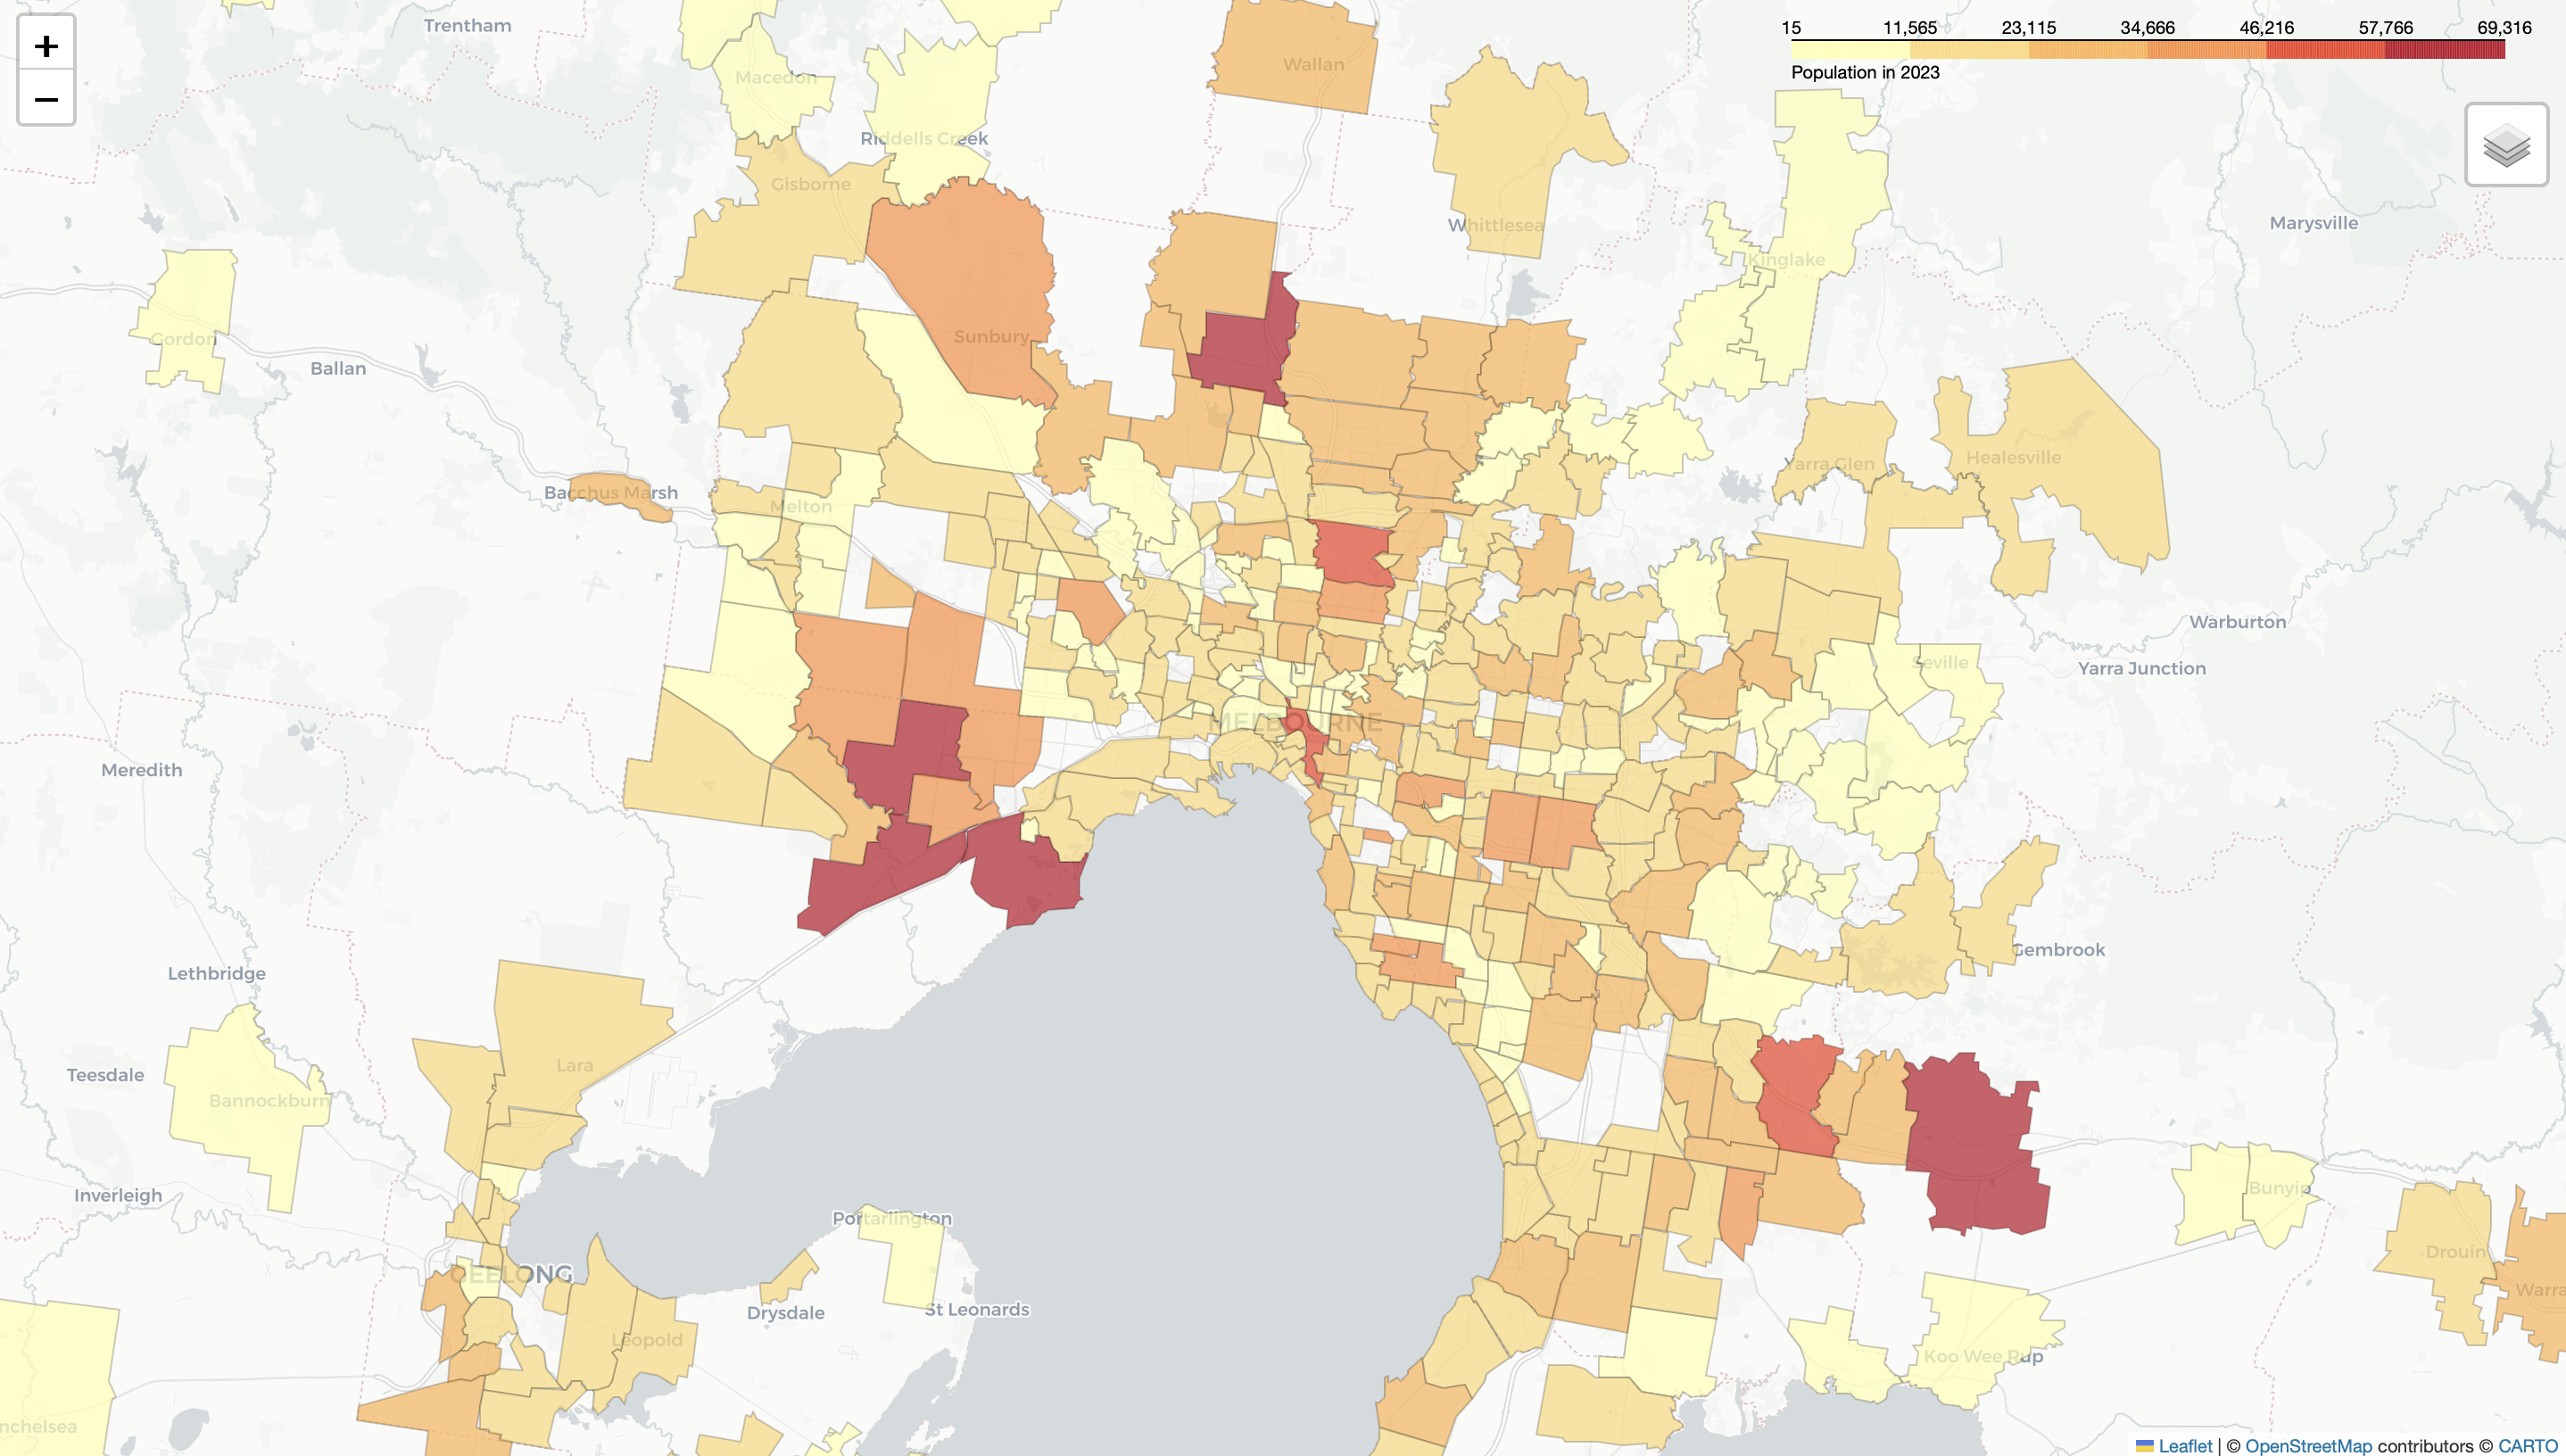 +
−
15 11,565 23,115 34,666 46,216 57,766 69,316
Population in 2023
Trentham
Macedon
Wallan
Riddells Creek
Gisborne
Whittlesea
Marysville
Kinglake
Gordon
Sunbury
Ballan
Yarra Glen
Healesville
Bacchus Marsh
Melton
Warburton
Seville
Yarra Junction
MELBOURNE
Meredith
Gembrook
Lethbridge
Lara
Teesdale
Bannockburn
Inverleigh
Bunyip
Portarlington
Drouin
GEELONG
Warra
St Leonards
Drysdale
Leopold
Koo Wee Rup
nchelsea
Leaflet | © OpenStreetMap contributors © CARTO